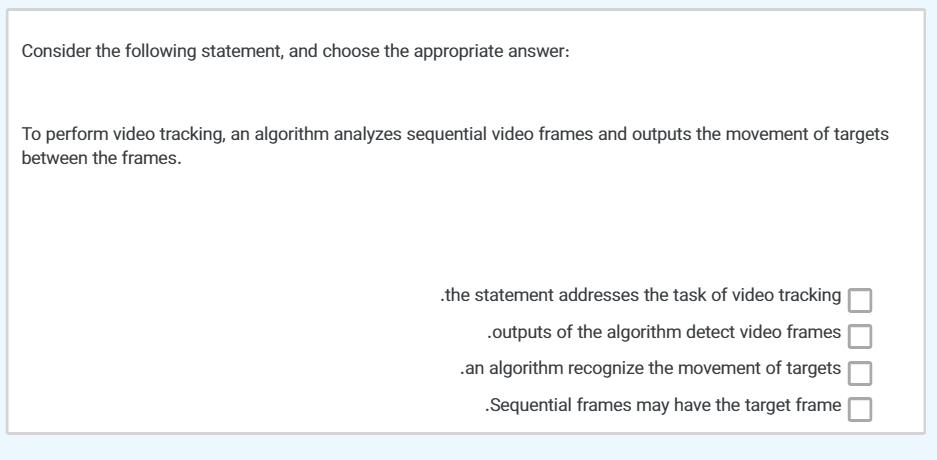 Consider the following statement, and choose the appropriate answer:
To perform video tracking, an algorithm analyzes sequential video frames and outputs the movement of targets
between the frames.
.the statement addresses the task of video tracking
.outputs of the algorithm detect video frames
.an algorithm recognize the movement of targets
.Sequential frames may have the target frame